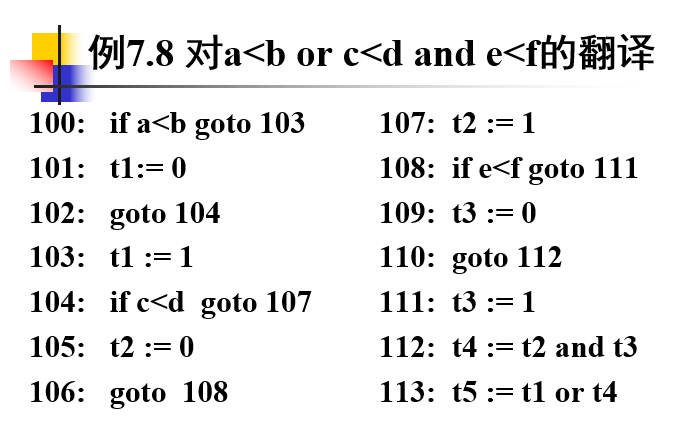 例7.8 对a<b or c<d and e<f的翻译
100: if a<b goto 103
101: t1:= 0
102: goto 104
103: t1 := 1
104: if c<d goto 107
105: t2 := 0
106: goto 108
107: t2 := 1
108: if e<f goto 111
109: t3 := 0
110: goto 112
111: t3 := 1
112: t4 := t2 and t3
113: t5 := t1 or t4